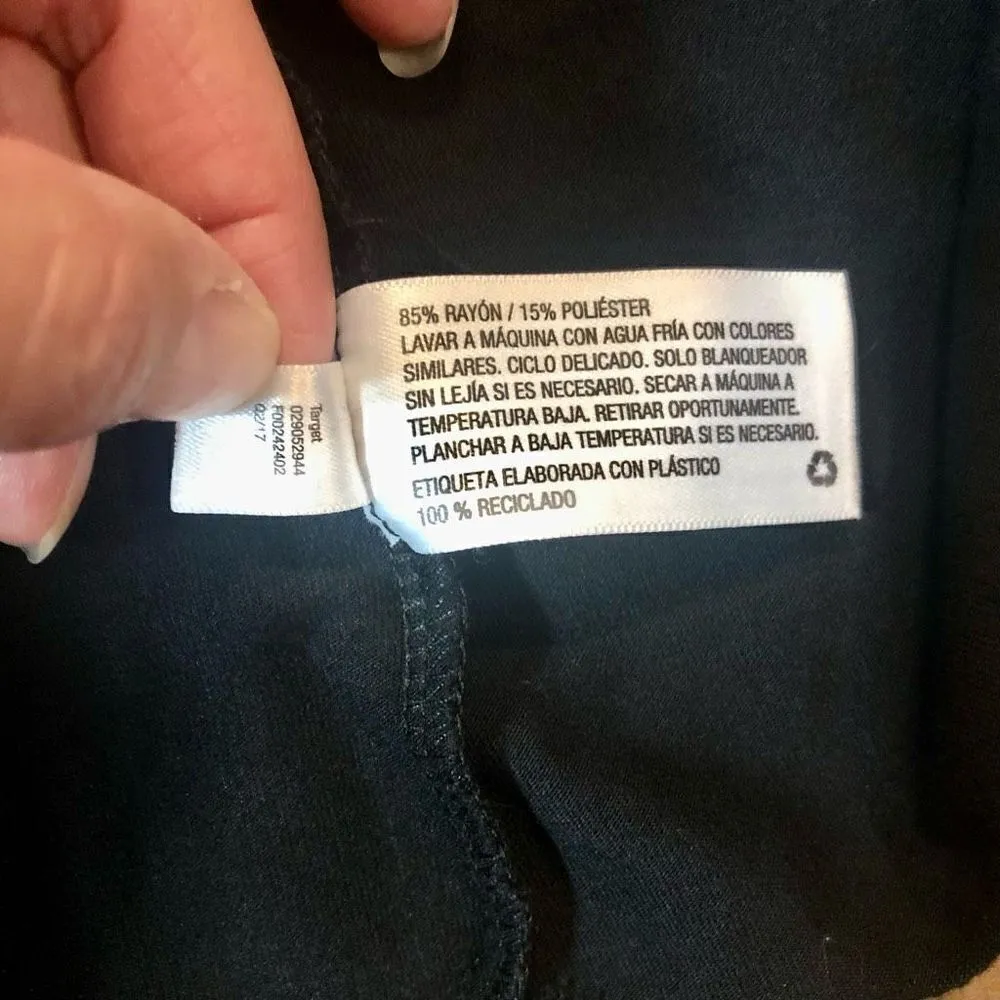 85% RAYÓN / 15% POLIÉSTER
LAVAR A MÁQUINA CON AGUA FRÍA CON COLORES
SIMILARES. CICLO DELICADO. SOLO BLANQUEADOR
SIN LEJÍA SI ES NECESARIO. SECAR A MÁQUINA A
TEMPERATURA BAJA. RETIRAR OPORTUNAMENTE.
PLANCHAR A BAJA TEMPERATURA SI ES NECESARIO.
ETIQUETA ELABORADA CON PLÁSTICO
100 % RECICLADO
Target
029052944
F00242402
02/17